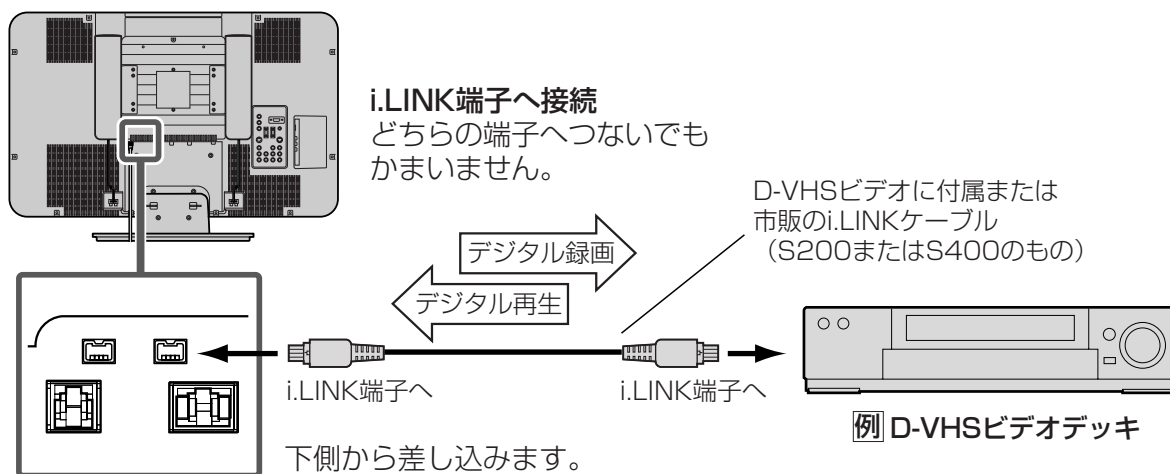 i.LINK端子へ接続
どちらの端子へつないでも
かまいません。
D-VHSビデオに付属または
市販のi.LINKケーブル
（S200またはS400のもの）
デジタル録画
デジタル再生
i.LINK端子へ
i.LINK端子へ
例 D-VHSビデオデッキ
下側から差し込みます。